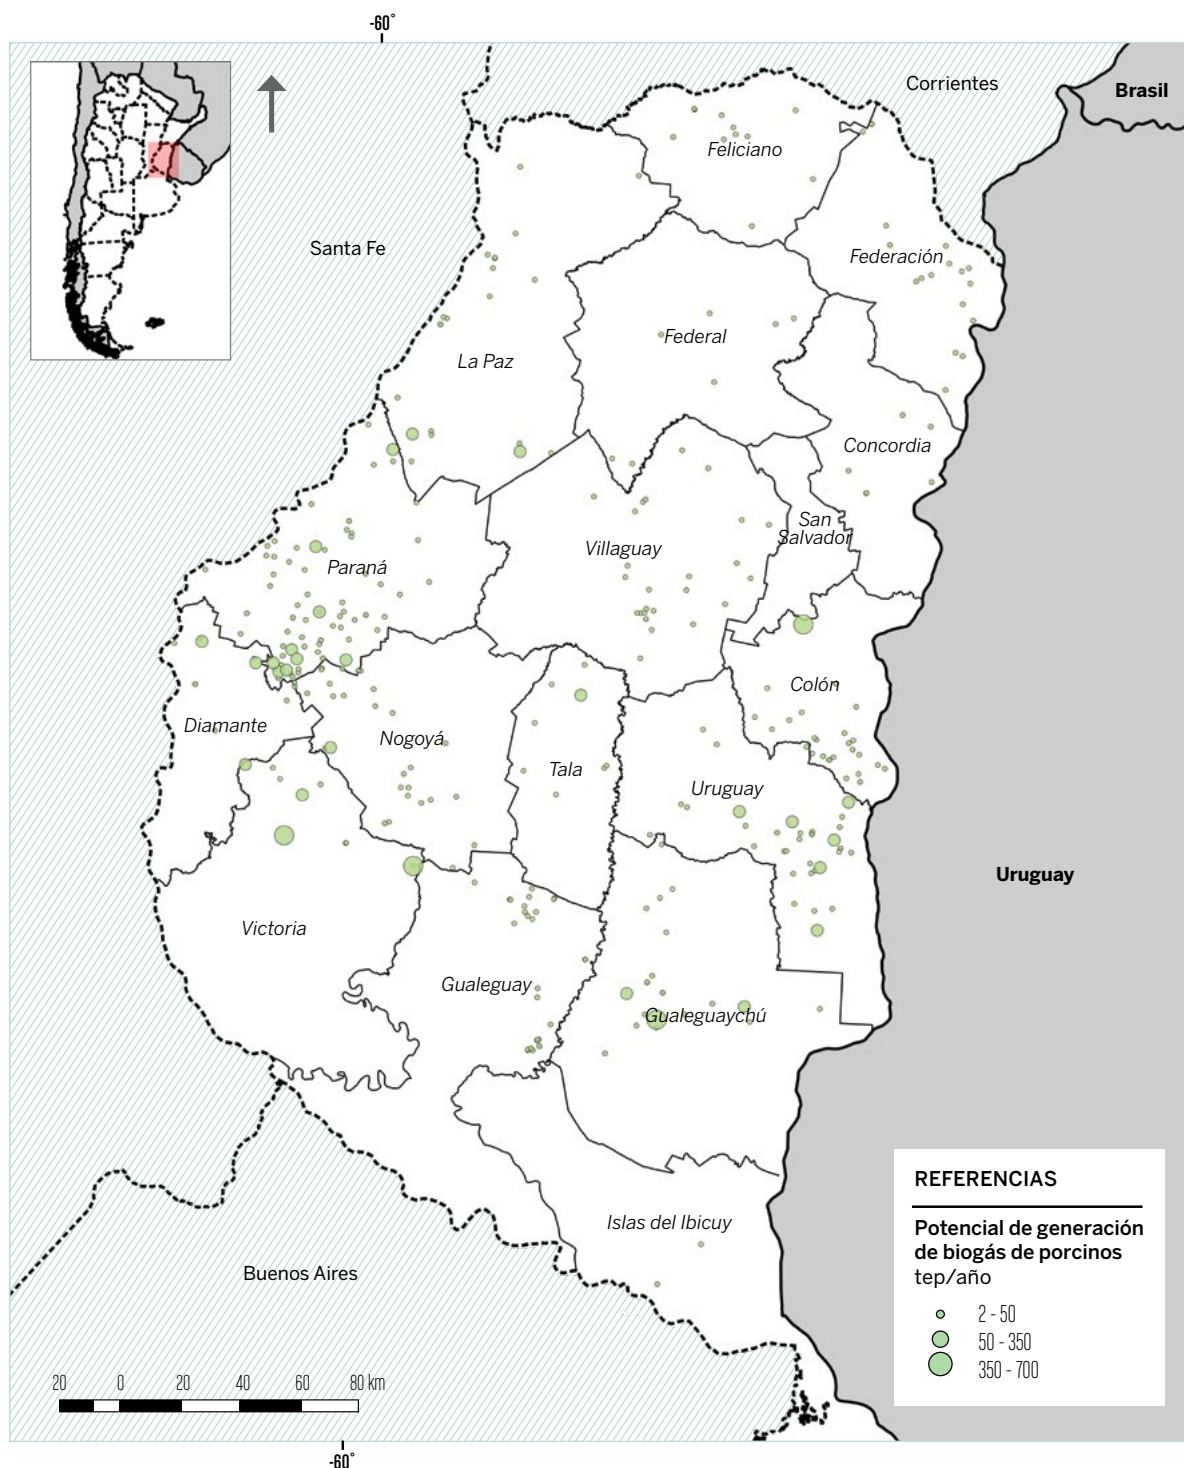 -60°
Corrientes
Brasil
Feliciano
Santa Fe
Federación
Federal
La Paz
Concordia
San
Salvador
Villaguay
Paraná
Colón
Diamante
Nogoyá
Tala
Uruguay
Uruguay
Victoria
Gualeguay
Gualeguaychú
REFERENCIAS
Potencial de generación
de biogás de porcinos
tep/año
2 - 50
50 - 350
350 - 700
Islas del Ibicuy
Buenos Aires
20 0 20 40 60 80 km
-60°